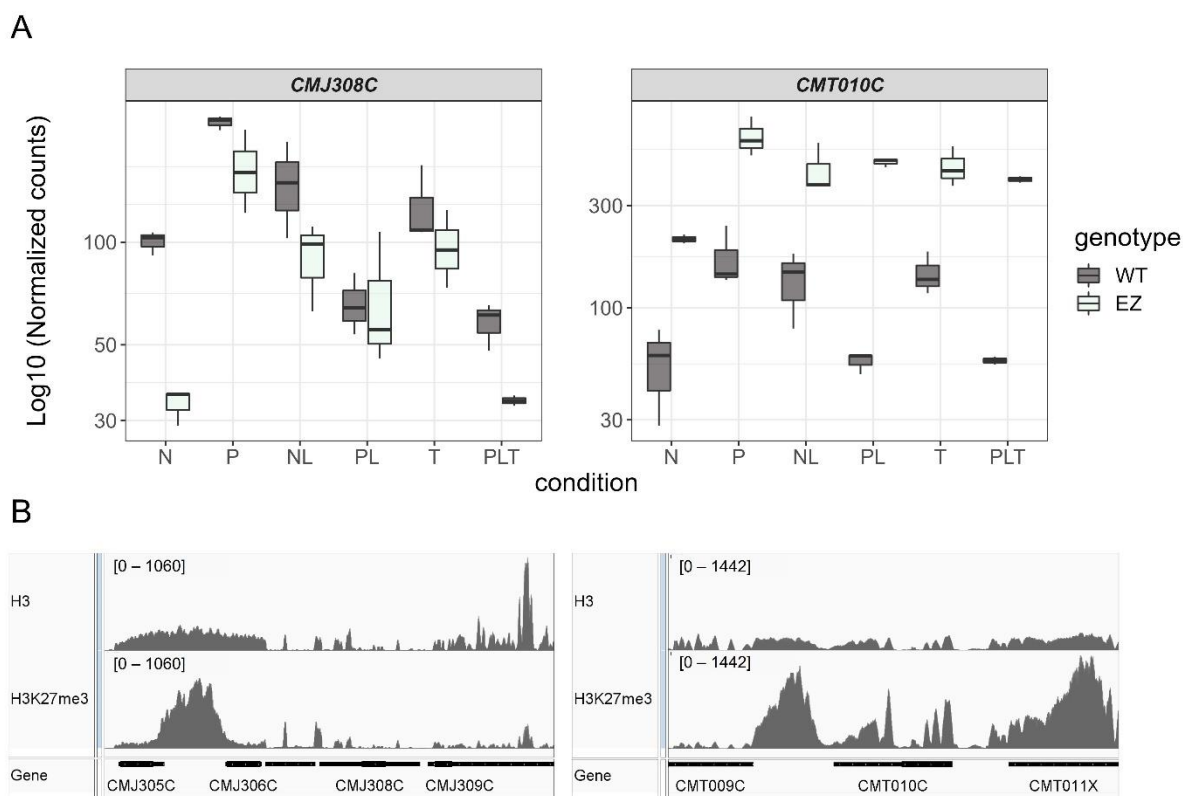 A
CMJ308C
CMT010C
Log10 (Normalized counts)
100
50
30
300
100
30
N P NL PL T PLT
N P NL PL T PLT
condition
genotype
WT
EZ
B
H3
[0 – 1060]
H3K27me3
[0 – 1060]
Gene
CMJ305C CMJ306C CMJ308C CMJ309C
H3
[0 – 1442]
H3K27me3
[0 – 1442]
Gene
CMT009C CMT010C CMT011X